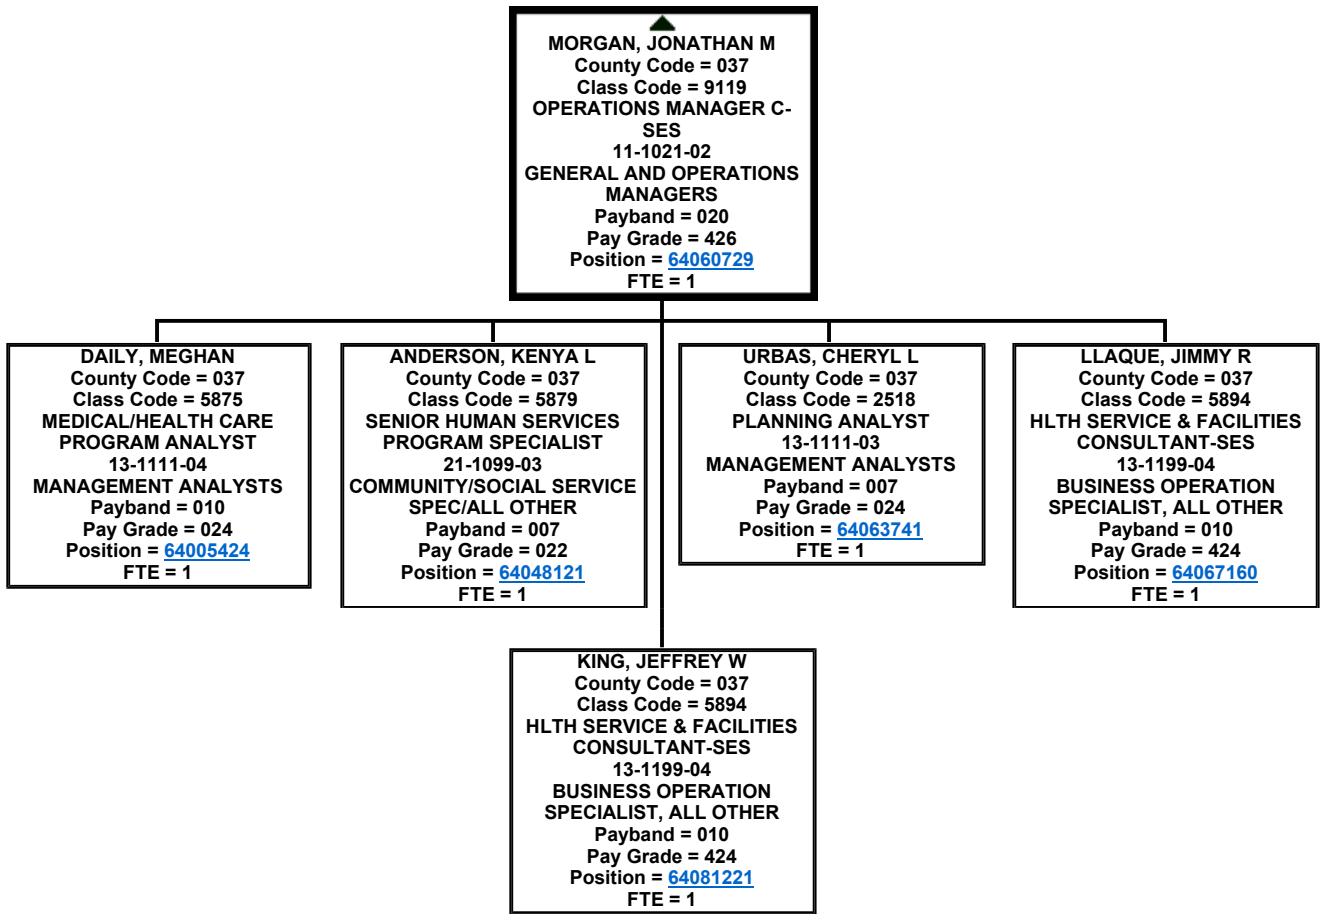 MORGAN, JONATHAN M
County Code = 037
Class Code = 9119
OPERATIONS MANAGER C-
SES
11-1021-02
GENERAL AND OPERATIONS
MANAGERS
Payband = 020
Pay Grade = 426
Position = 64060729
FTE = 1
DAILY, MEGHAN
County Code = 037
Class Code = 5875
MEDICAL/HEALTH CARE
PROGRAM ANALYST
13-1111-04
MANAGEMENT ANALYSTS
Payband = 010
Pay Grade = 024
Position = 64005424
FTE = 1
ANDERSON, KENYA L
County Code = 037
Class Code = 5879
SENIOR HUMAN SERVICES
PROGRAM SPECIALIST
21-1099-03
COMMUNITY/SOCIAL SERVICE
SPEC/ALL OTHER
Payband = 007
Pay Grade = 022
Position = 64048121
FTE = 1
URBAS, CHERYL L
County Code = 037
Class Code = 2518
PLANNING ANALYST
13-1111-03
MANAGEMENT ANALYSTS
Payband = 007
Pay Grade = 024
Position = 64063741
FTE = 1
LLAQUE, JIMMY R
County Code = 037
Class Code = 5894
HLTH SERVICE & FACILITIES
CONSULTANT-SES
13-1199-04
BUSINESS OPERATION
SPECIALIST, ALL OTHER
Payband = 010
Pay Grade = 424
Position = 64067160
FTE = 1
KING, JEFFREY W
County Code = 037
Class Code = 5894
HLTH SERVICE & FACILITIES
CONSULTANT-SES
13-1199-04
BUSINESS OPERATION
SPECIALIST, ALL OTHER
Payband = 010
Pay Grade = 424
Position = 64081221
FTE = 1